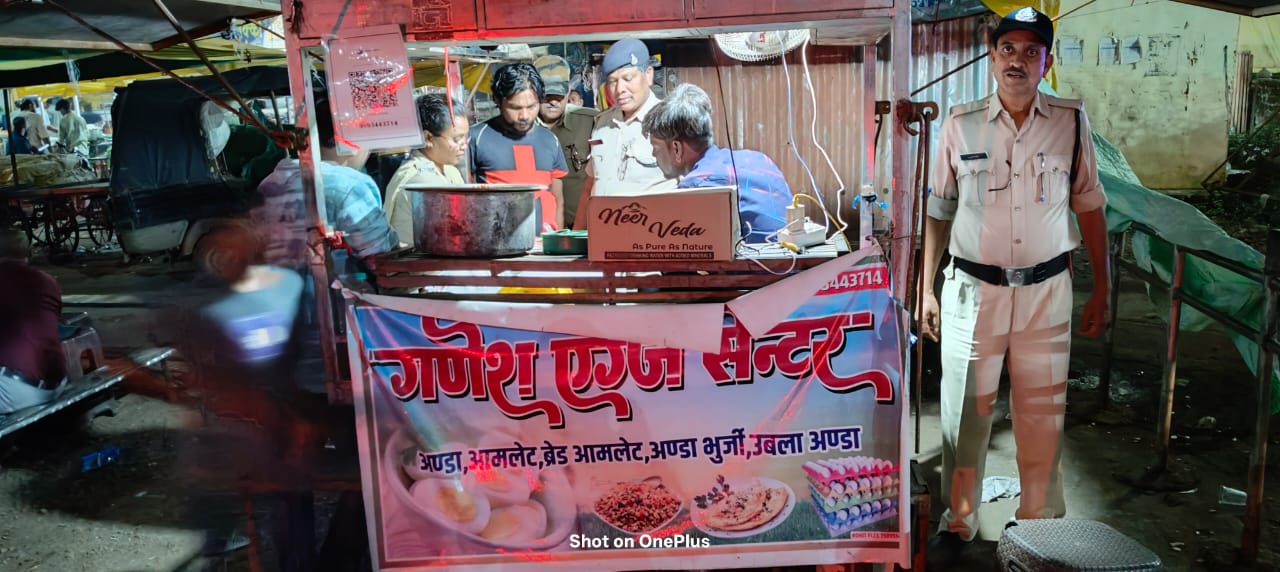 Neer
Veda
As Pure As Nature
443714
गणेश एग्ज सेन्टर
अण्डा,आमलेट,ब्रेड आमलेट,अण्डा भुर्जी,उबला अण्डा
Shot on OnePlus